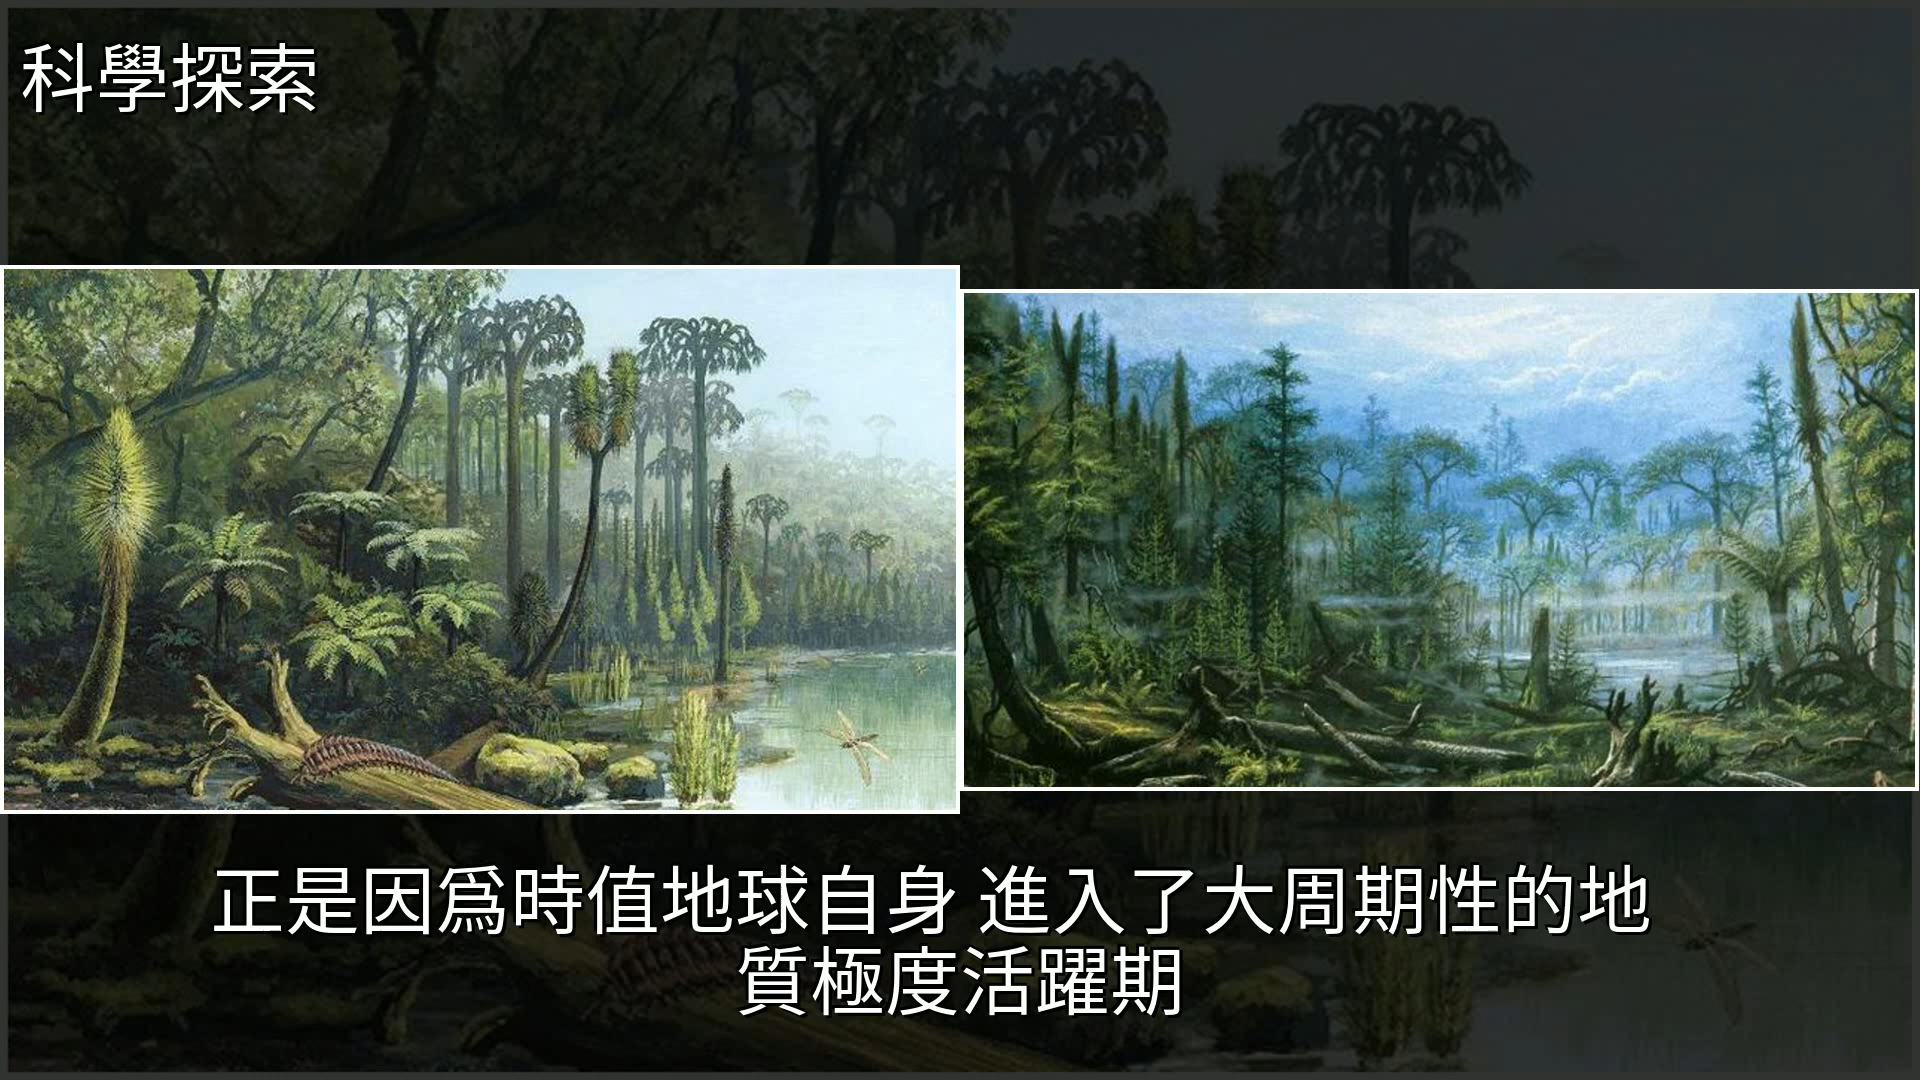 科學探索
正是因爲時值地球自身 進入了大周期性的地
質極度活躍期